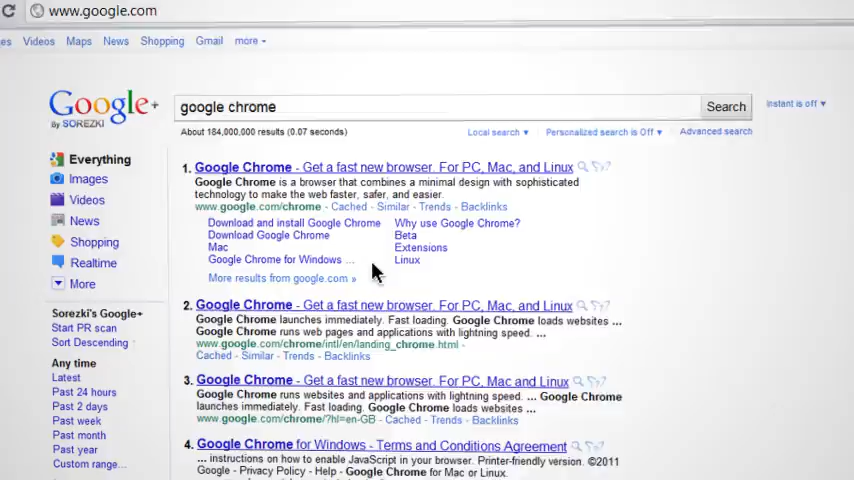 www.google.com
es Videos Maps News Shopping Gmail more
Google+
By SOREZKI
google chrome
Search
Instant is off
About 184,000,000 results (0.07 seconds)
Local search
Personalized search is Off
Advanced search
Everything
Images
Videos
News
Shopping
Realtime
More
Sorezki's Google+
Start PR scan
Sort Descending
Any time
Latest
Past 24 hours
Past 2 days
Past week
Past month
Past year
Custom range...
1. Google Chrome - Get a fast new browser. For PC, Mac, and Linux
Google Chrome is a browser that combines a minimal design with sophisticated
technology to make the web faster, safer, and easier.
www.google.com/chrome - Cached - Similar - Trends - Backlinks
Download and install Google Chrome Why use Google Chrome?
Download Google Chrome Beta
Mac Extensions
Google Chrome for Windows ... Linux
More results from google.com »
2. Google Chrome - Get a fast new browser. For PC, Mac, and Linux
Google Chrome launches immediately. Fast loading. Google Chrome loads websites ...
Google Chrome runs web pages and applications with lightning speed. ...
www.google.com/chrome/intl/en/landing_chrome.html -
Cached - Similar - Trends - Backlinks
3. Google Chrome - Get a fast new browser. For PC, Mac and Linux
Google Chrome runs websites and applications with lightning speed. ... Google Chrome
launches immediately. Fast loading. Google Chrome loads websites ...
www.google.com/chrome/?hl=en-GB - Cached - Trends - Backlinks
4. Google Chrome for Windows - Terms and Conditions Agreement
... instructions on how to enable JavaScript in your browser. Printer-friendly version. ©2011
Google - Privacy Policy - Help - Google Chrome for Mac or Linux.